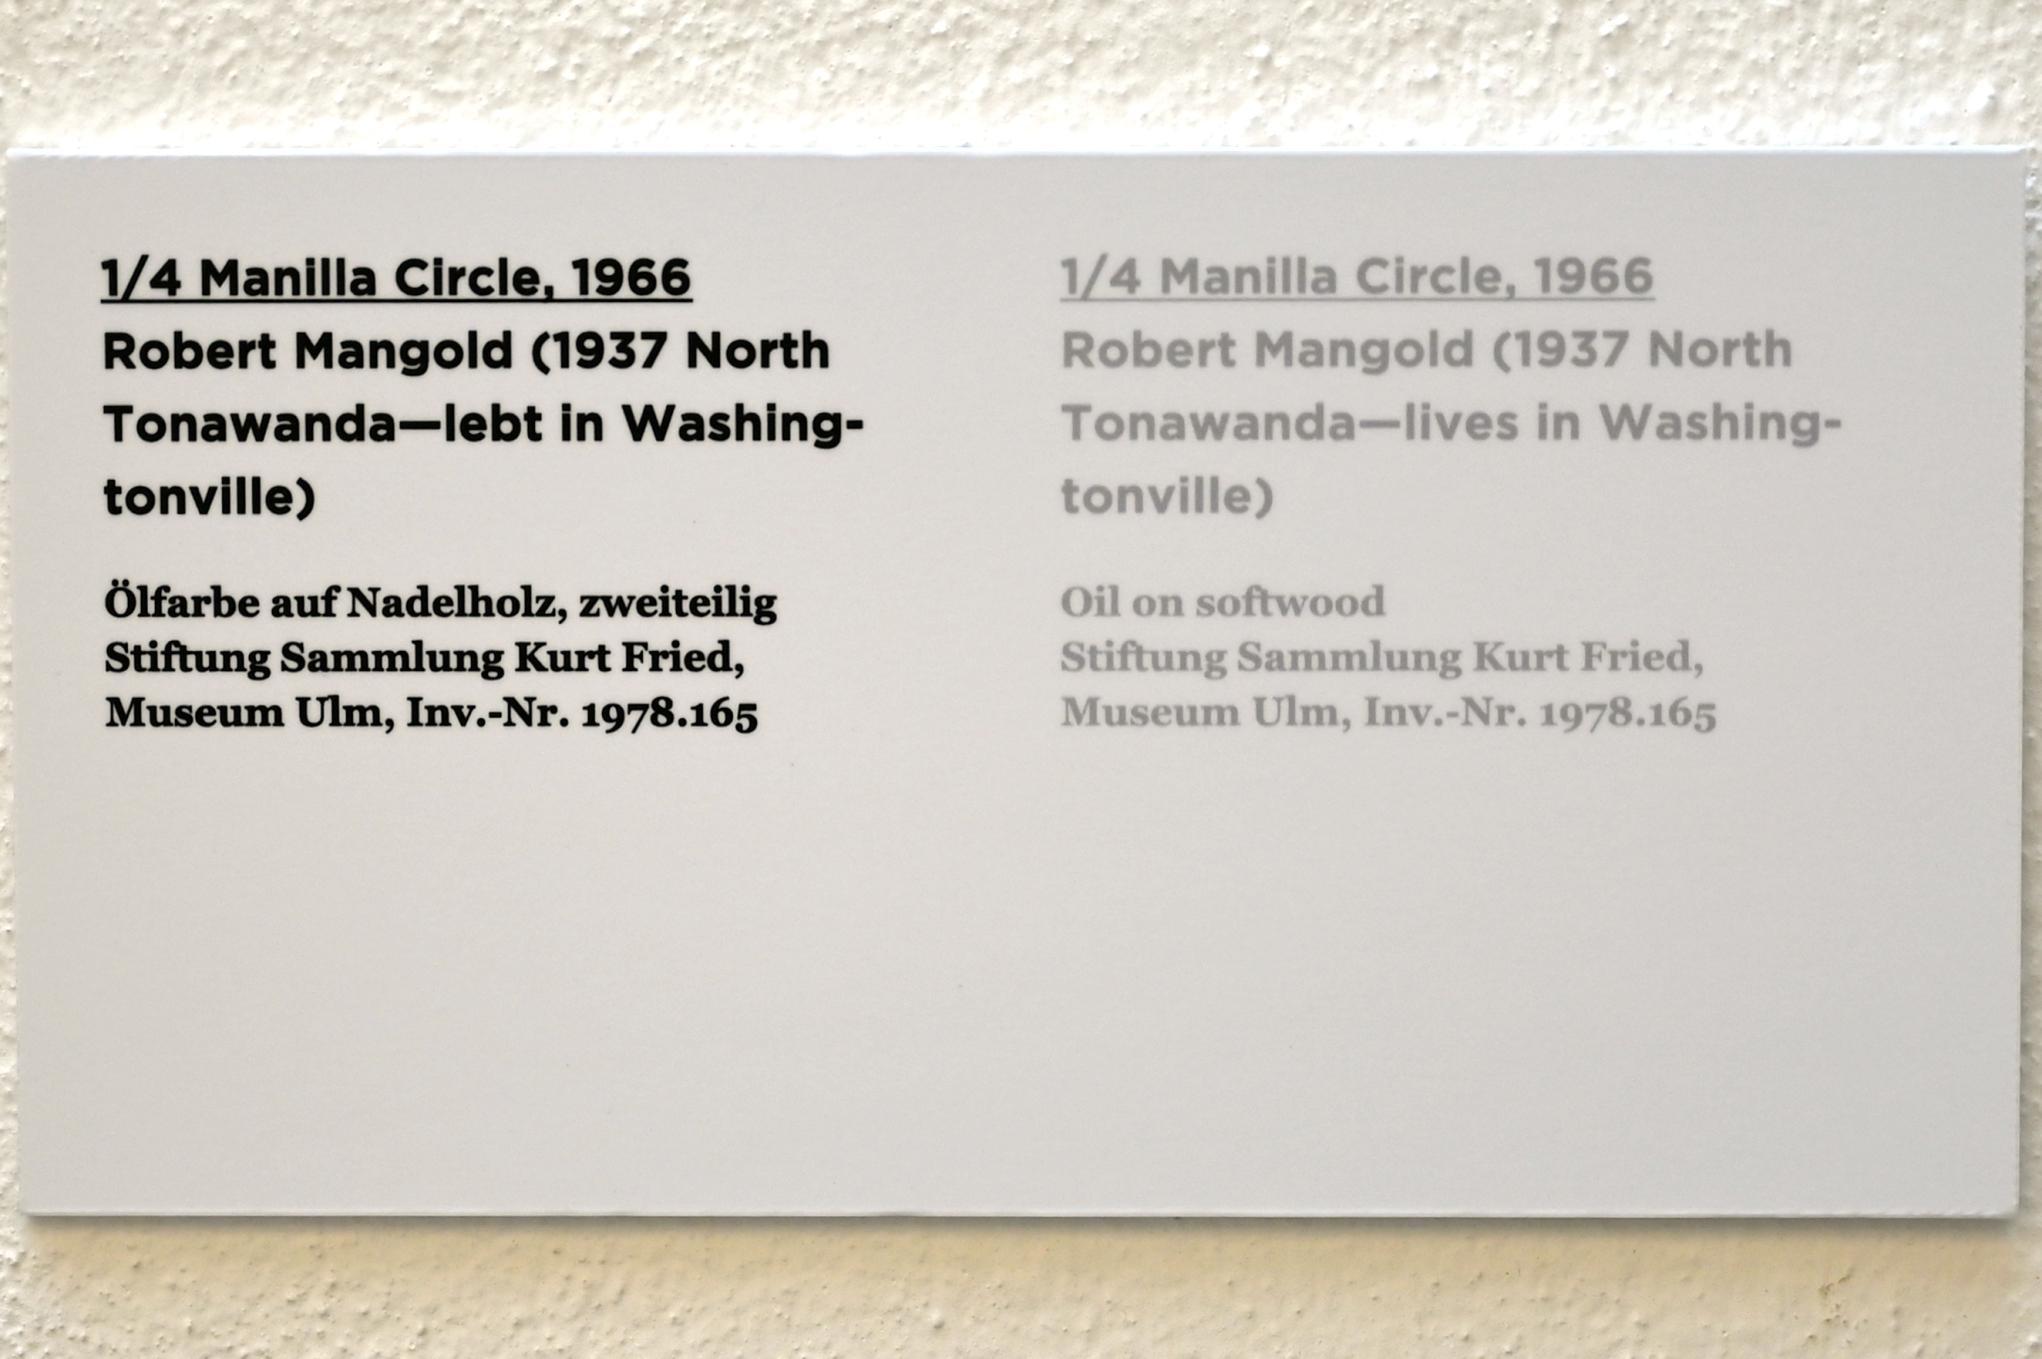 1/4 Manilla Circle, 1966
Robert Mangold (1937 North
Tonawanda—lebt in Washing-
tonville)
Ölfarbe auf Nadelholz, zweiteilig
Stiftung Sammlung Kurt Fried,
Museum Ulm, Inv.-Nr. 1978.165
1/4 Manilla Circle, 1966
Robert Mangold (1937 North
Tonawanda—lives in Washing-
tonville)
Oil on softwood
Stiftung Sammlung Kurt Fried,
Museum Ulm, Inv.-Nr. 1978.165